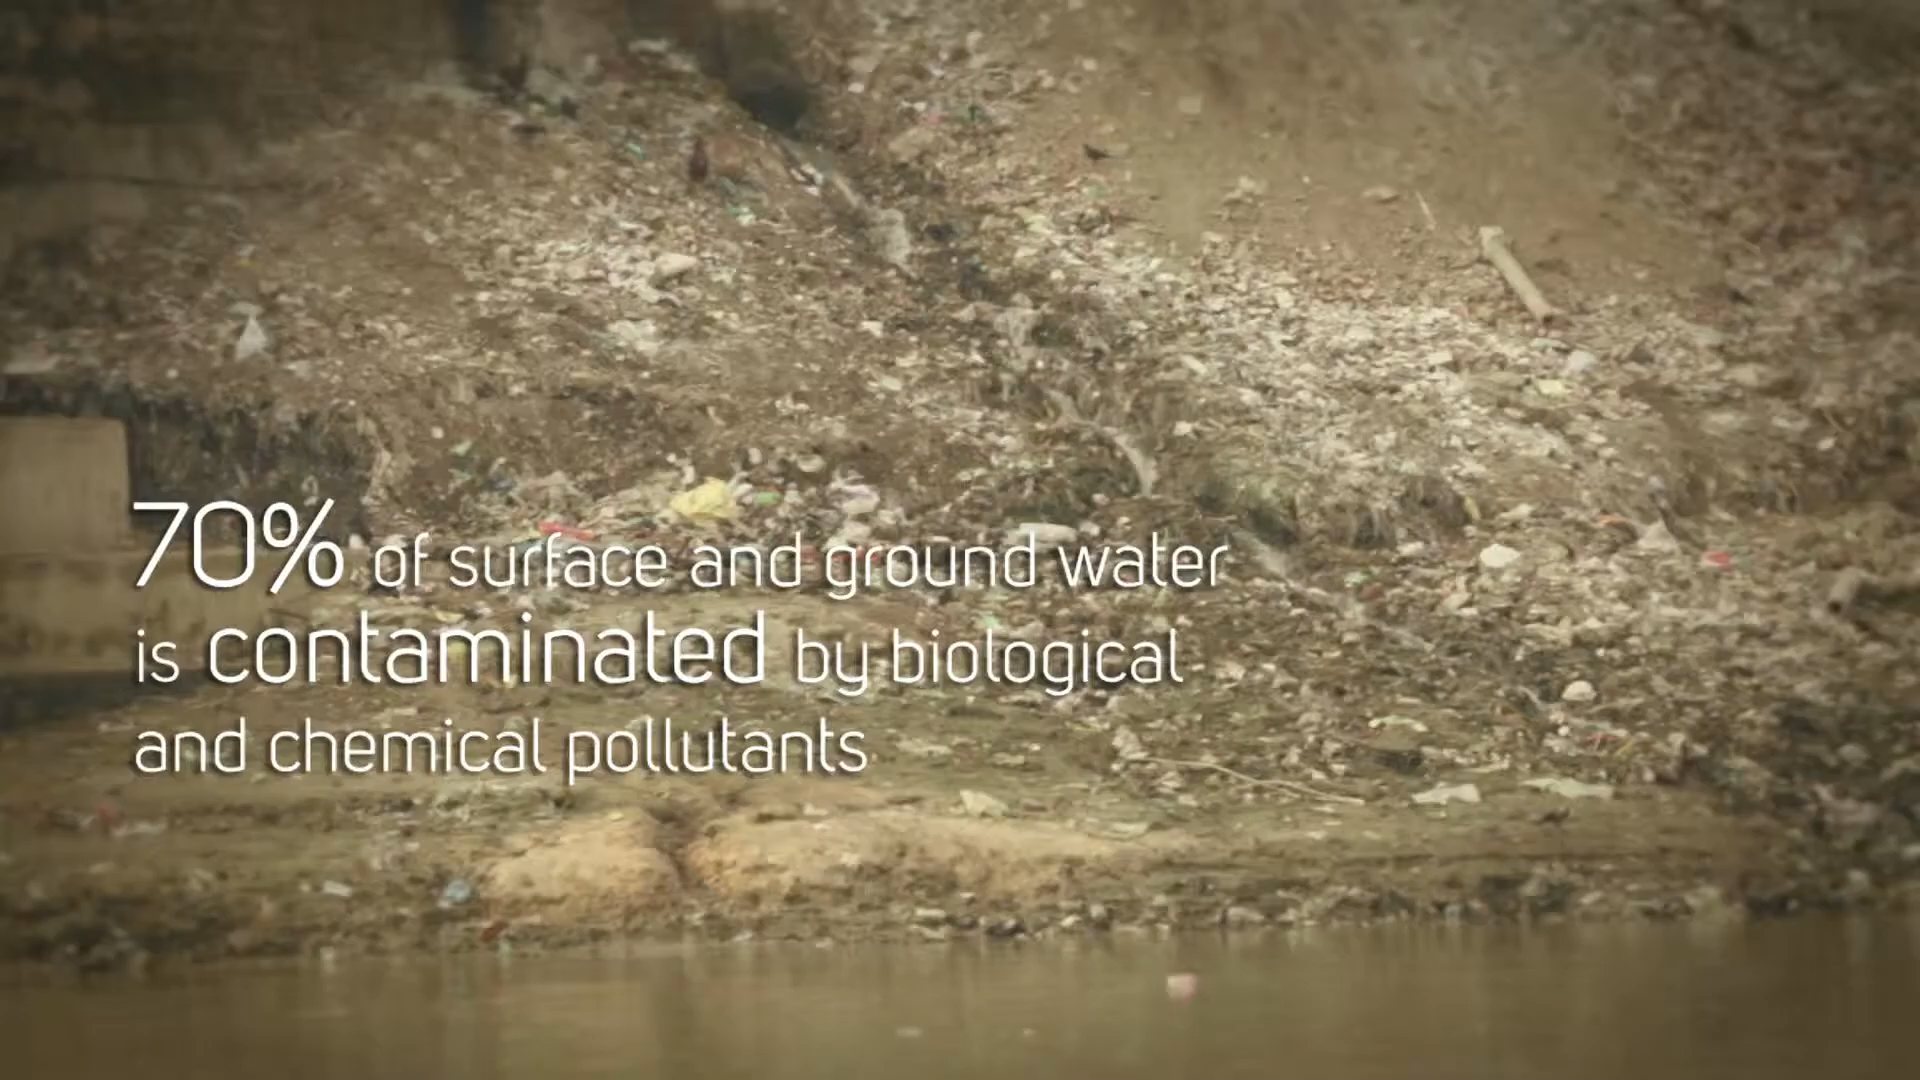 70% of surface and ground water
is contaminated by biological
and chemical pollutants